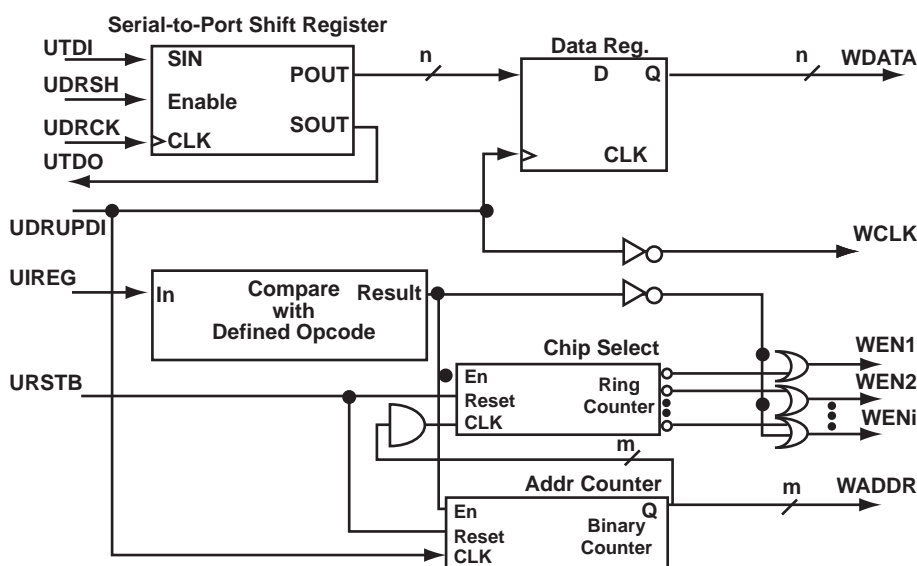 Serial-to-Port Shift Register
UTDI
SIN
POUT
n
Data Reg.
D Q
n
WDATA
UDRSH
Enable
SOUT
UDRCK
CLK
CLK
UTDO
UDRUPDI
WCLK
UIREG
In
Compare
with
Defined Opcode
Result
Chip Select
WEN1
En
Ring
Counter
WEN2
URSTB
Reset
CLK
WENi
m
Addr Counter
m
WADDR
En
Q
Reset
Binary
Counter
CLK